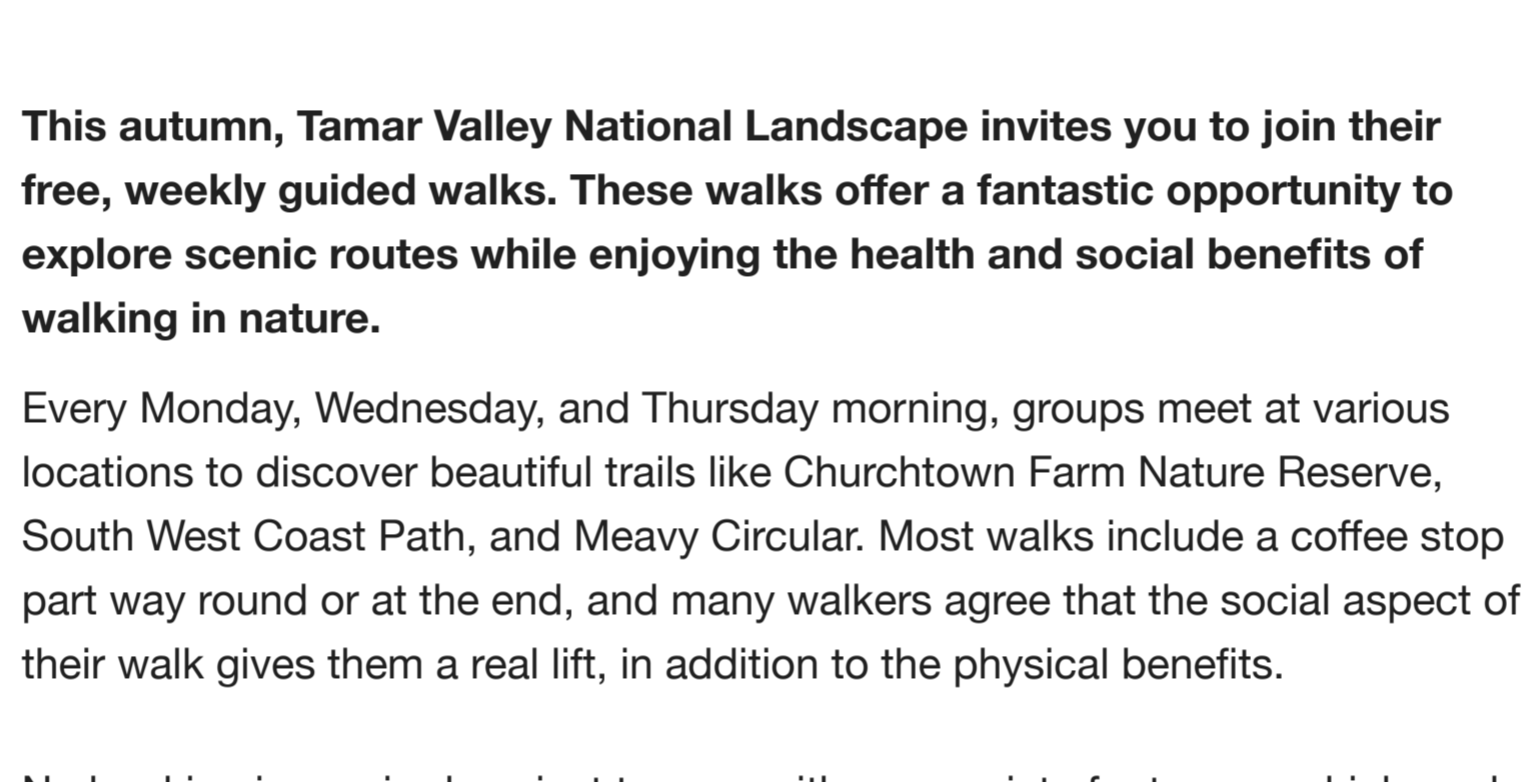 This autumn, Tamar Valley National Landscape invites you to join their
free, weekly guided walks. These walks offer a fantastic opportunity to
explore scenic routes while enjoying the health and social benefits of
walking in nature.
Every Monday, Wednesday, and Thursday morning, groups meet at various
locations to discover beautiful trails like Churchtown Farm Nature Reserve,
South West Coast Path, and Meavy Circular. Most walks include a coffee stop
part way round or at the end, and many walkers agree that the social aspect of
their walk gives them a real lift, in addition to the physical benefits.